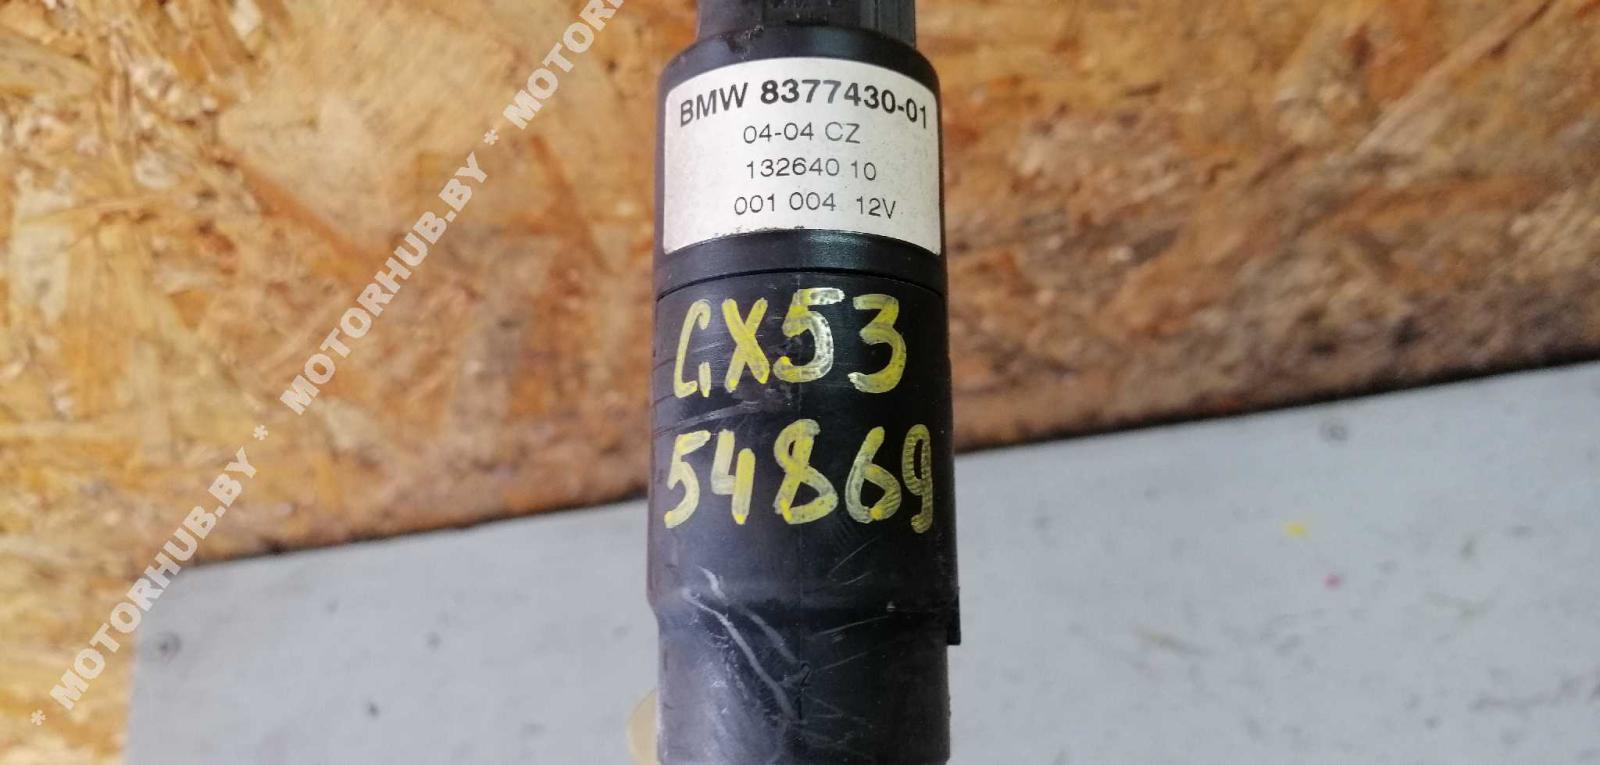 BMW 8377430-01
04-04 CZ
132640 10
001 004 12V
GX53
54869
* MOTORHUB.BY * MOTORHUB.BY * MOTORHUB.BY * MOTOR